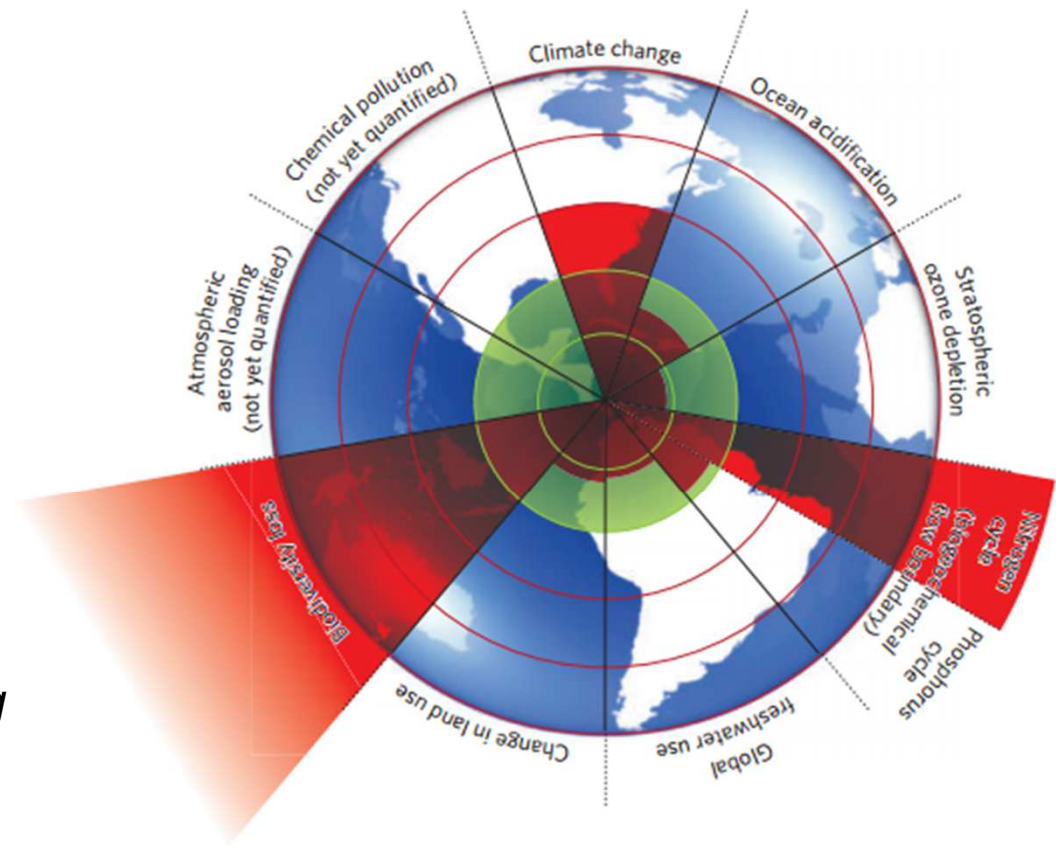 Climate change
Ocean acidification
Stratospheric
ozone depletion
Nitrogen
cycle
(biogeochemical
flow boundary)
Phosphorus
cycle
Global
freshwater use
Change in land use
Biodiversity loss
Atmospheric
aerosol loading
(not yet quantified)
Chemical pollution
(not yet quantified)